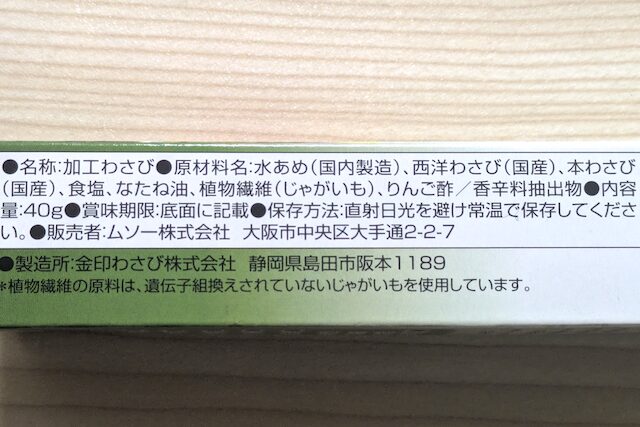 ●名称:加工わさび●原材料名:水あめ(国内製造)、西洋わさび(国産)、本わさび
(国産)、食塩、なたね油、植物繊維(じゃがいも)、りんご酢／香辛料抽出物●内容
量:40g●賞味期限:底面に記載●保存方法:直射日光を避け常温で保存してくださ
い。●販売者:ムソー株式会社 大阪市中央区大手通2-2-7
●製造所:金印わさび株式会社 静岡県島田市阪本1189
*植物繊維の原料は、遺伝子組換えされていないじゃがいもを使用しています。